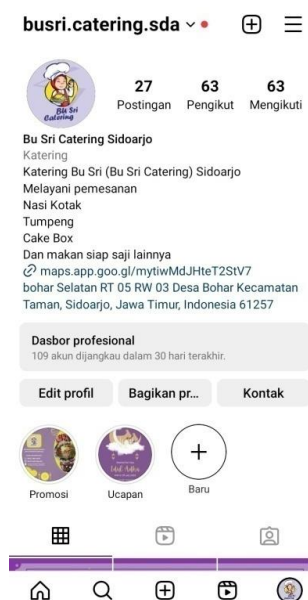 busri.catering.sda
Bu Sri
Catering
27
63
63
Postingan
Pengikut
Mengikuti
Bu Sri Catering Sidoarjo
Katering
Katering Bu Sri (Bu Sri Catering) Sidoarjo
Melayani pemesanan
Nasi Kotak
Tumpeng
Cake Box
Dan makan siap saji lainnya
maps.app.goo.gl/mytiwMdJHteT2StV7
bohar Selatan RT 05 RW 03 Desa Bohar Kecamatan
Taman, Sidoarjo, Jawa Timur, Indonesia 61257
Dasbor profesional
109 akun dijangkau dalam 30 hari terakhir.
Edit profil
Bagikan pr...
Kontak
Idul Adha
Promosi
Ucapan
Baru